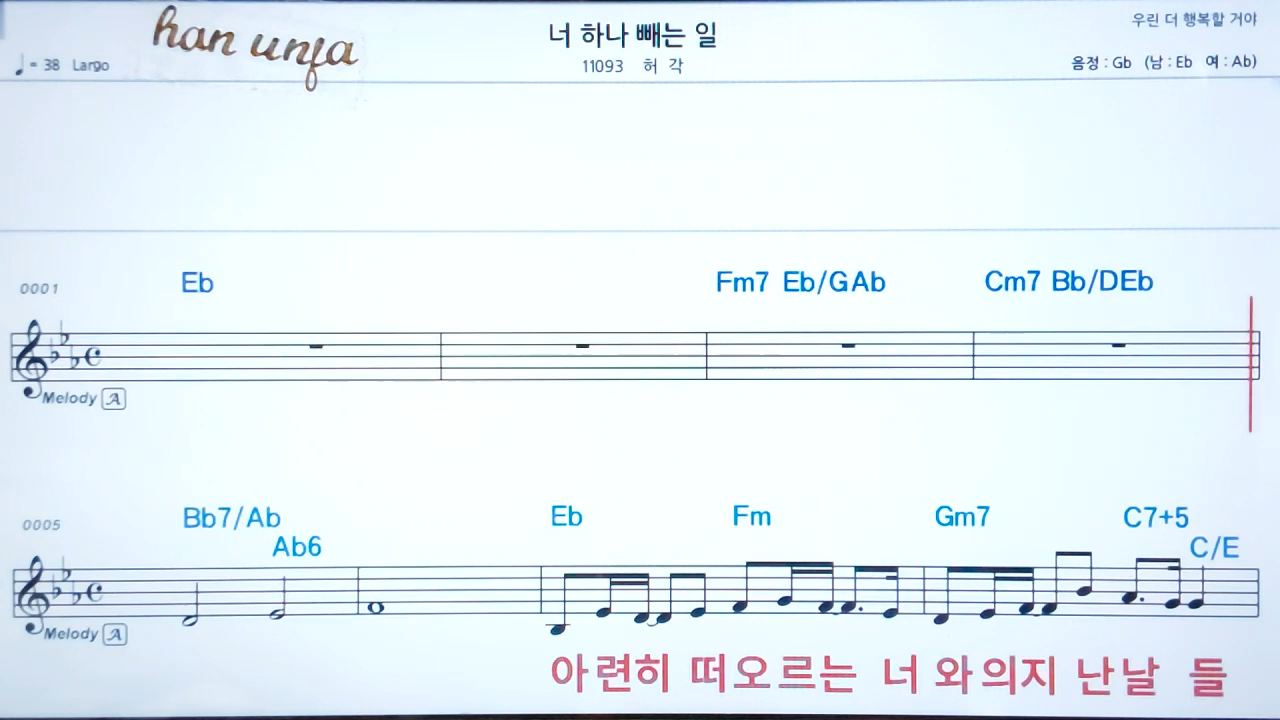 han unfa
너 하나 빼는 일
우린 더 행복할 거야
♩= 38 Largo
11093 허 각
음정 : Gb (남 : Eb 여 : Ab)
0001 Eb Fm7 Eb/GAb Cm7 Bb/DEb
Melody A
0005 Bb7/Ab Eb Fm Gm7 C7+5
Ab6 C/E
Melody A
아련히 떠오르는 너 와의지 난날 들